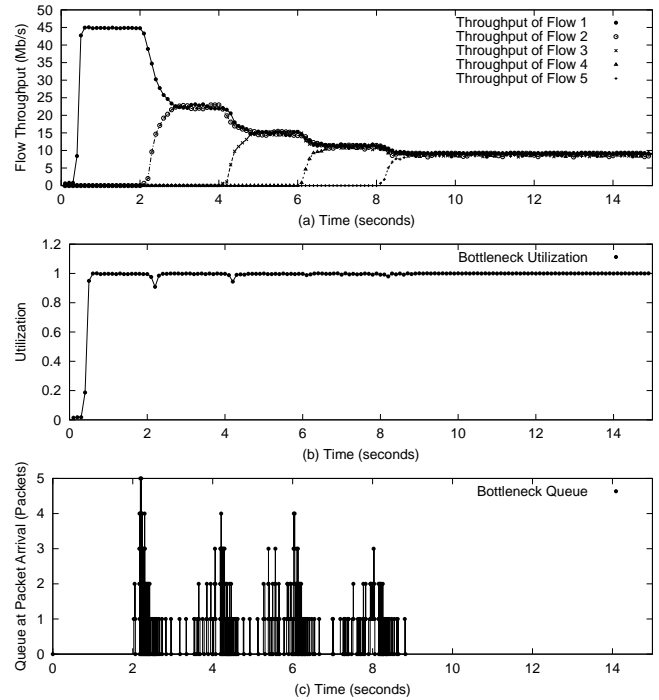 50
45
40
35
30
25
20
15
10
5
0
Flow Throughput (Mb/s)
Throughput of Flow 1
Throughput of Flow 2
Throughput of Flow 3
Throughput of Flow 4
Throughput of Flow 5
0 2 4 6 8 10 12 14
(a) Time (seconds)
1.2
1
0.8
0.6
0.4
0.2
0
Utilization
Bottleneck Utilization
0 2 4 6 8 10 12 14
(b) Time (seconds)
5
4
3
2
1
0
Queue at Packet Arrival (Packets)
Bottleneck Queue
0 2 4 6 8 10 12 14
(c) Time (seconds)